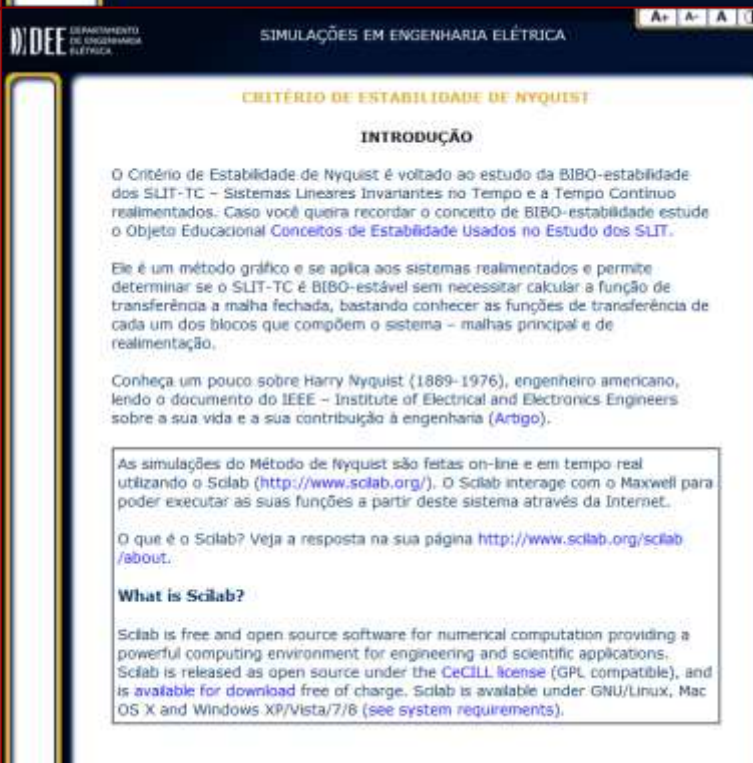 DEE DEPARTAMENTO
DE ENGENHARIA
ELÉTRICA
SIMULAÇÕES EM ENGENHARIA ELÉTRICA
A+ A- A
CRITÉRIO DE ESTABILIDADE DE NYQUIST
INTRODUÇÃO
O Critério de Estabilidade de Nyquist é voltado ao estudo da BIBO-estabilidade
dos SLIT-TC – Sistemas Lineares Invariantes no Tempo e a Tempo Contínuo
realimentados. Caso você queira recordar o conceito de BIBO-estabilidade estude
o Objeto Educacional Conceitos de Estabilidade Usados no Estudo dos SLIT.
Ele é um método gráfico e se aplica aos sistemas realimentados e permite
determinar se o SLIT-TC é BIBO-estável sem necessitar calcular a função de
transferência a malha fechada, bastando conhecer as funções de transferência de
cada um dos blocos que compõem o sistema – malhas principal e de
realimentação.
Conheça um pouco sobre Harry Nyquist (1889-1976), engenheiro americano,
lendo o documento do IEEE – Institute of Electrical and Electronics Engineers
sobre a sua vida e a sua contribuição à engenharia (Artigo).
As simulações do Método de Nyquist são feitas on-line e em tempo real
utilizando o Scilab (http://www.scilab.org/). O Scilab interage com o Maxwell para
poder executar as suas funções a partir deste sistema através da Internet.
O que é o Scilab? Veja a resposta na sua página http://www.scilab.org/scilab
/about.
What is Scilab?
Scilab is free and open source software for numerical computation providing a
powerful computing environment for engineering and scientific applications.
Scilab is released as open source under the CeCILL license (GPL compatible), and
is available for download free of charge. Scilab is available under GNU/Linux, Mac
OS X and Windows XP/Vista/7/8 (see system requirements).